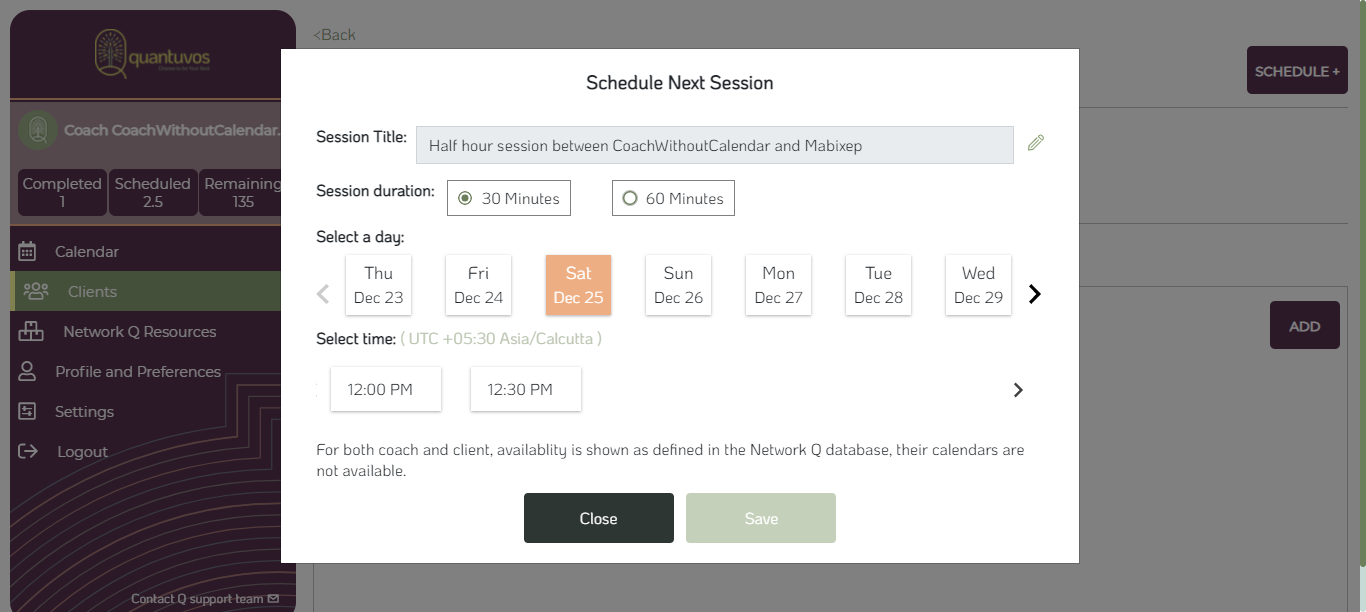 quantuvos
<Back
SCHEDULE +
Coach CoachWithoutCalendar.
Completed
1
Scheduled
2.5
Remaining
135
Calendar
Clients
Network Q Resources
Profile and Preferences
Settings
Logout
Contact Q support team
Schedule Next Session
Session Title: Half hour session between CoachWithoutCalendar and Mabixep
Session duration: 30 Minutes 60 Minutes
Select a day:
Thu Fri Sat Sun Mon Tue Wed
Dec 23 Dec 24 Dec 25 Dec 26 Dec 27 Dec 28 Dec 29
Select time: ( UTC +05:30 Asia/Calcutta )
12:00 PM 12:30 PM
For both coach and client, availablity is shown as defined in the Network Q database, their calendars are
not available.
Close Save
ADD